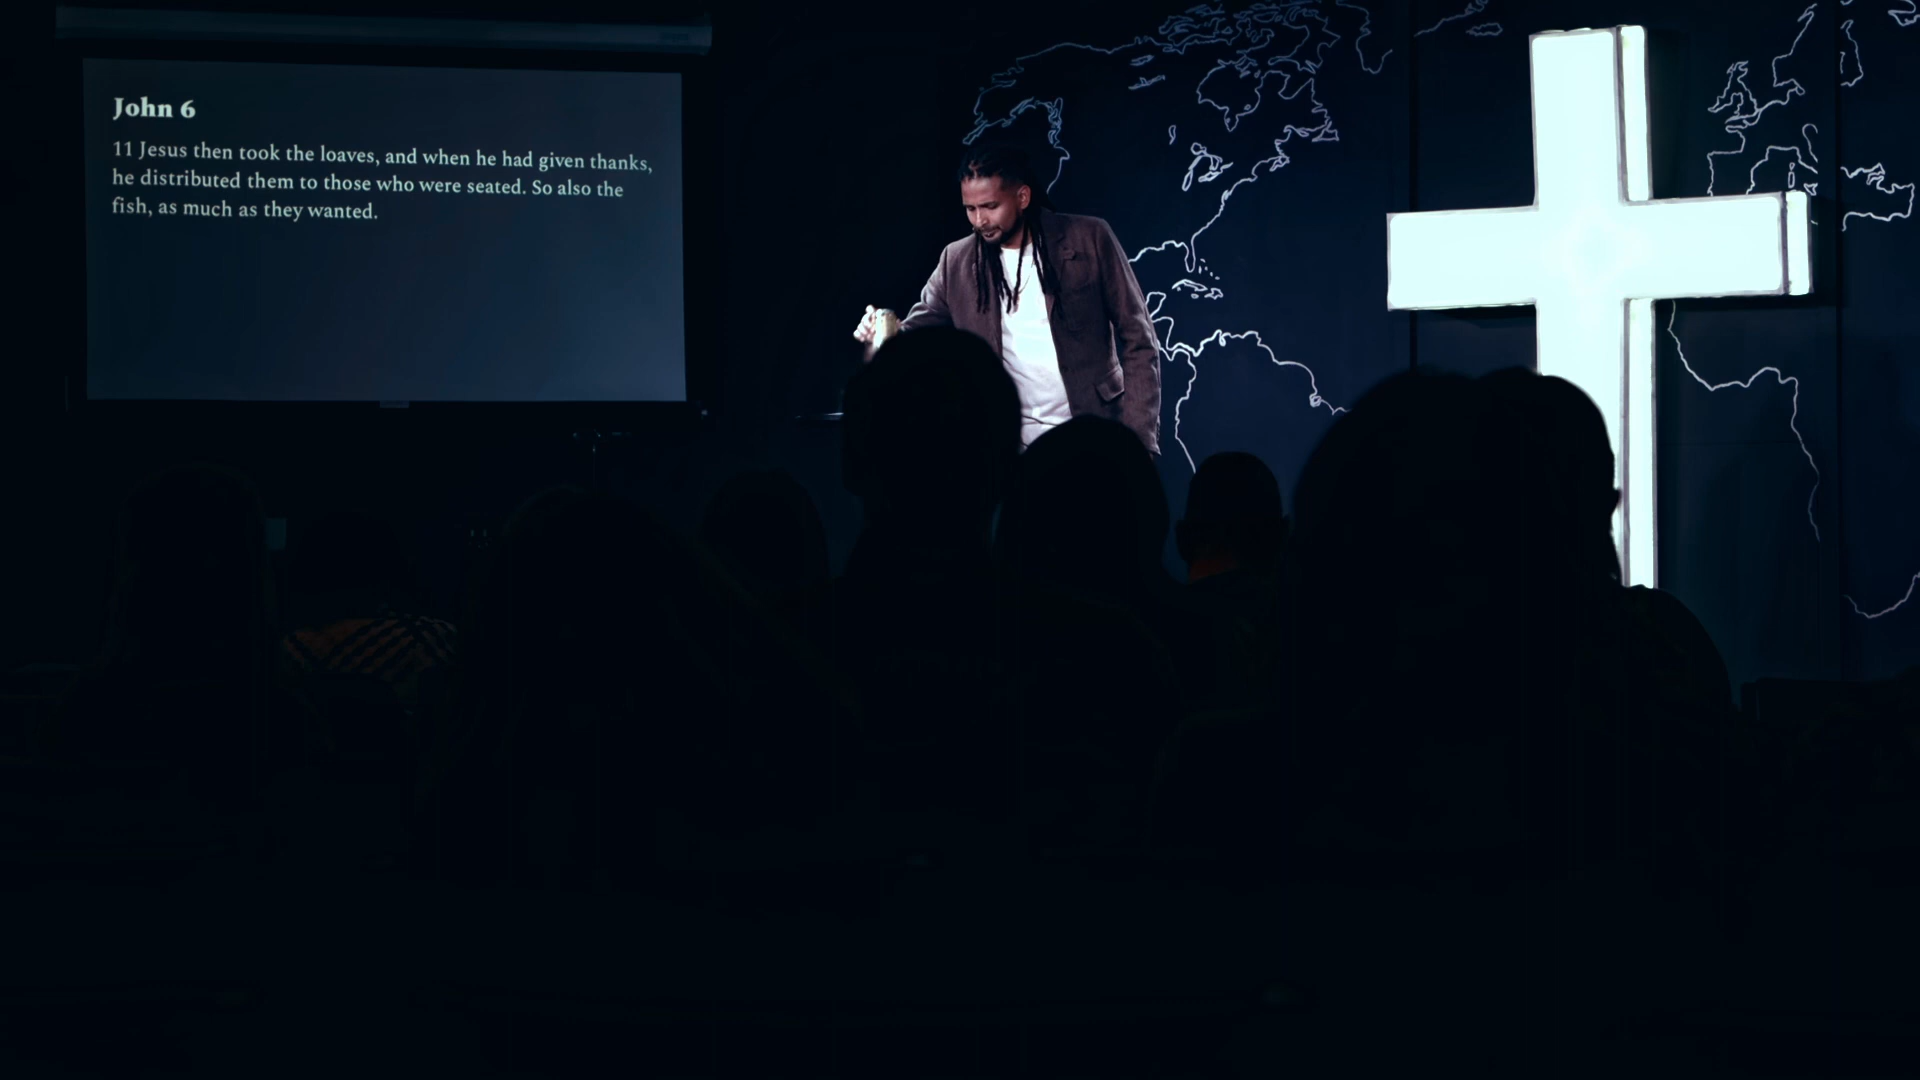 John 6
11 Jesus then took the loaves, and when he had given thanks,
he distributed them to those who were seated. So also the
fish, as much as they wanted.